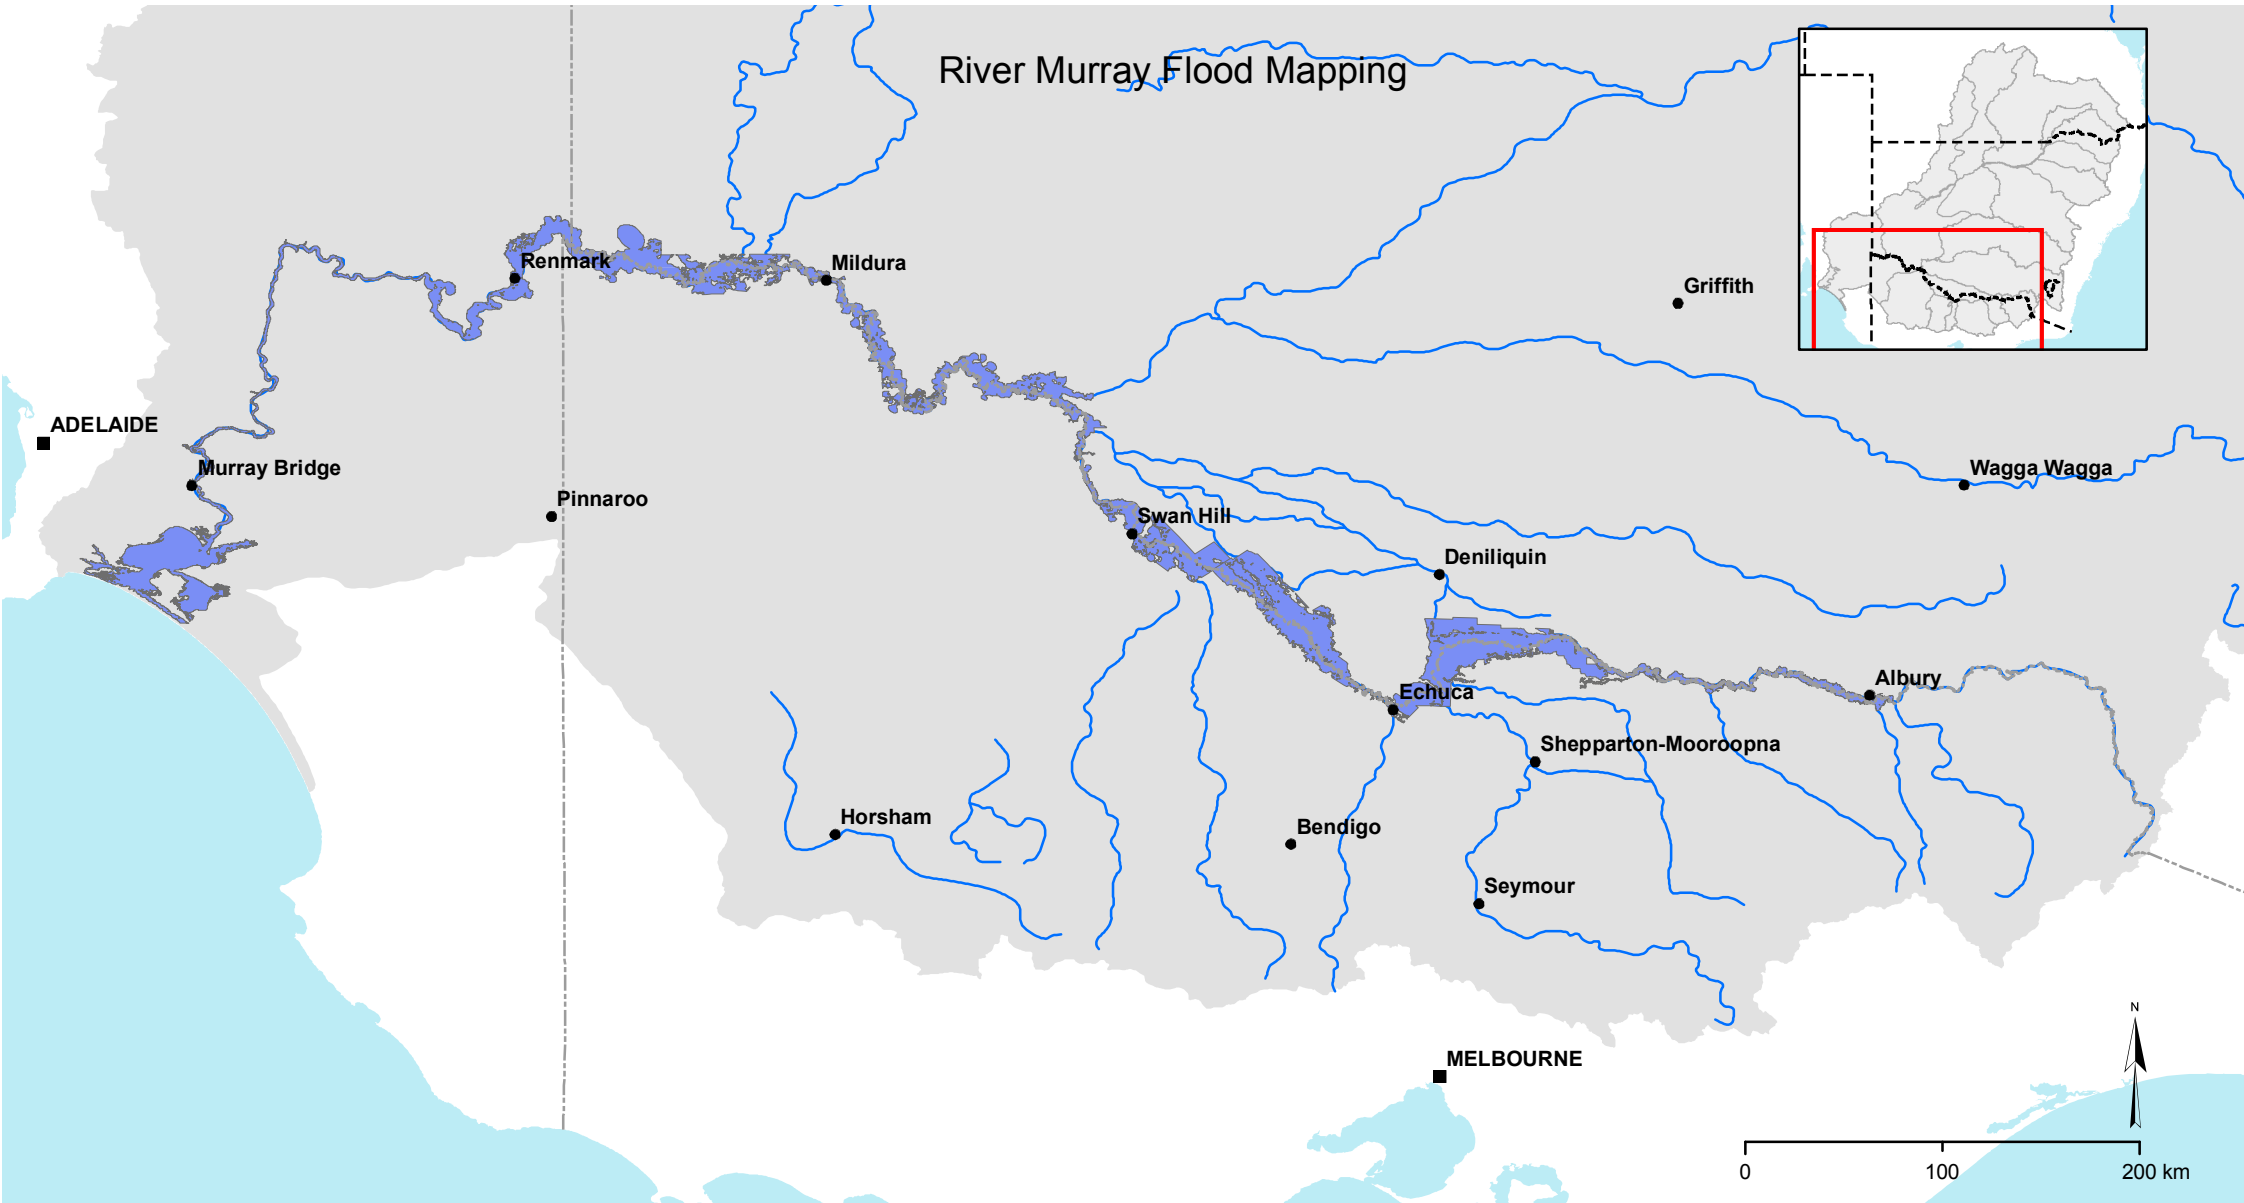 River Murray Flood Mapping
Renmark
Mildura
Griffith
ADELAIDE
Murray Bridge
Wagga Wagga
Pinnaroo
Swan Hill
Deniliquin
Albury
Echuca
Shepparton-Mooroopna
Horsham
Bendigo
Seymour
N
MELBOURNE
0 100 200 km